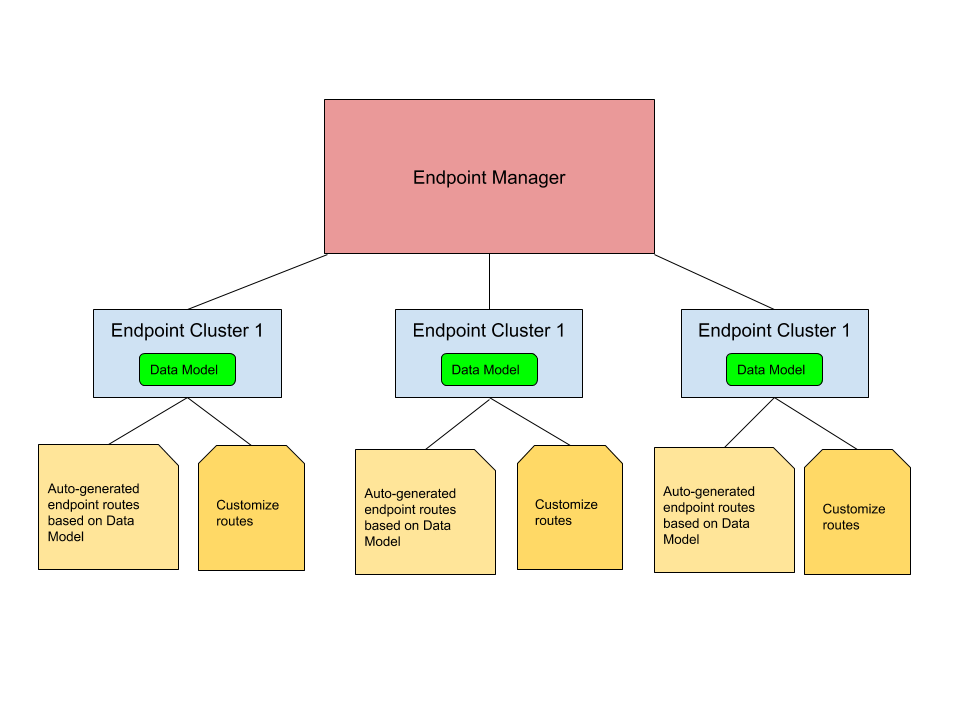 Endpoint Manager
Endpoint Cluster 1
Data Model
Endpoint Cluster 1
Data Model
Endpoint Cluster 1
Data Model
Auto-generated
endpoint routes
based on Data
Model
Customize
routes
Auto-generated
endpoint routes
based on Data
Model
Customize
routes
Auto-generated
endpoint routes
based on Data
Model
Customize
routes